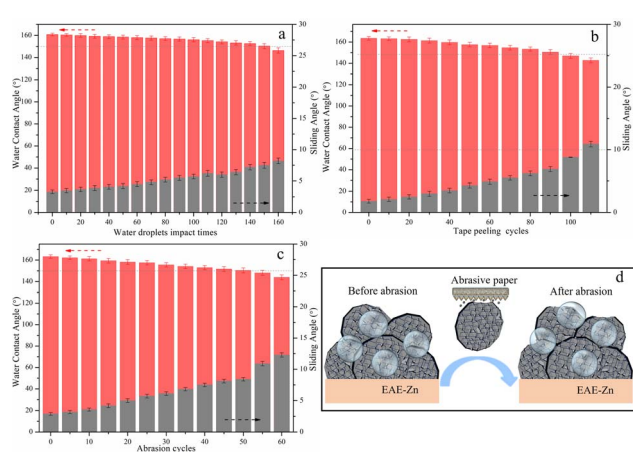 a
Water Contact Angle (°)
Sliding Angle (°)
180
160
140
120
100
80
60
40
20
0
30
25
20
15
10
5
0
0 20 40 60 80 100 120 140 160
Water droplets impact times
b
Water Contact Angle (°)
Sliding Angle (°)
160
140
120
100
80
60
40
20
0
30
25
20
15
10
5
0
0 20 40 60 80 100
Tape peeling cycles
c
Water Contact Angle (°)
Sliding Angle (°)
160
140
120
100
80
60
40
20
0
30
25
20
15
10
5
0
0 10 20 30 40 50 60
Abrasion cycles
d
Before abrasion
Abrasive paper
After abrasion
EAE-Zn
EAE-Zn